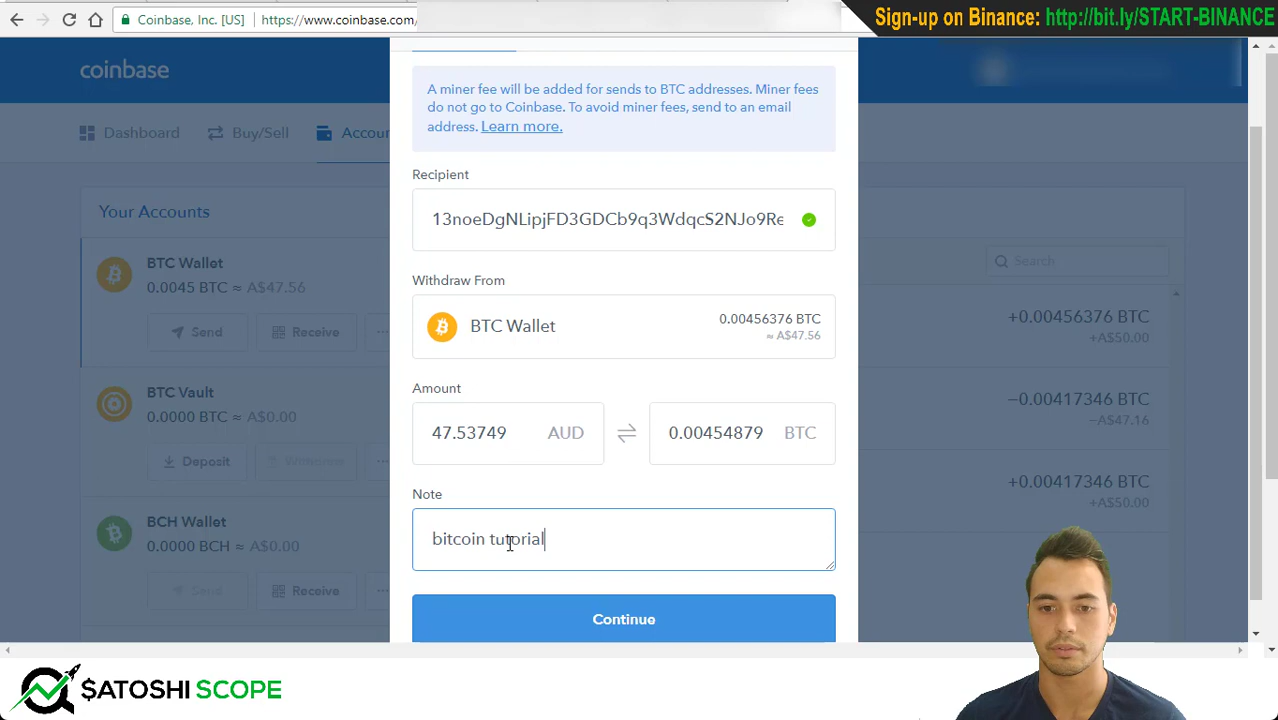 Coinbase, Inc. [US]
https://www.coinbase.com/
Sign-up on Binance: http://bit.ly/START-BINANCE
coinbase
Dashboard
Buy/Sell
Accoun
A miner fee will be added for sends to BTC addresses. Miner fees
do not go to Coinbase. To avoid miner fees, send to an email
address. Learn more.
Recipient
13noeDgNLipjFD3GDCb9q3WdqcS2NJo9Re
Withdraw From
BTC Wallet
0.00456376 BTC
≈ A$47.56
Amount
47.53749 AUD
0.00454879 BTC
Note
bitcoin tutorial
Continue
Your Accounts
BTC Wallet
0.0045 BTC ≈ A$47.56
Send
Receive
...
BTC Vault
0.0000 BTC ≈ A$0.00
Deposit
Withdraw
...
BCH Wallet
0.0000 BCH ≈ A$0.00
Send
Receive
...
Search
+0.00456376 BTC
+A$50.00
−0.00417346 BTC
−A$47.16
+0.00417346 BTC
+A$50.00
$ATOSHI SCOPE